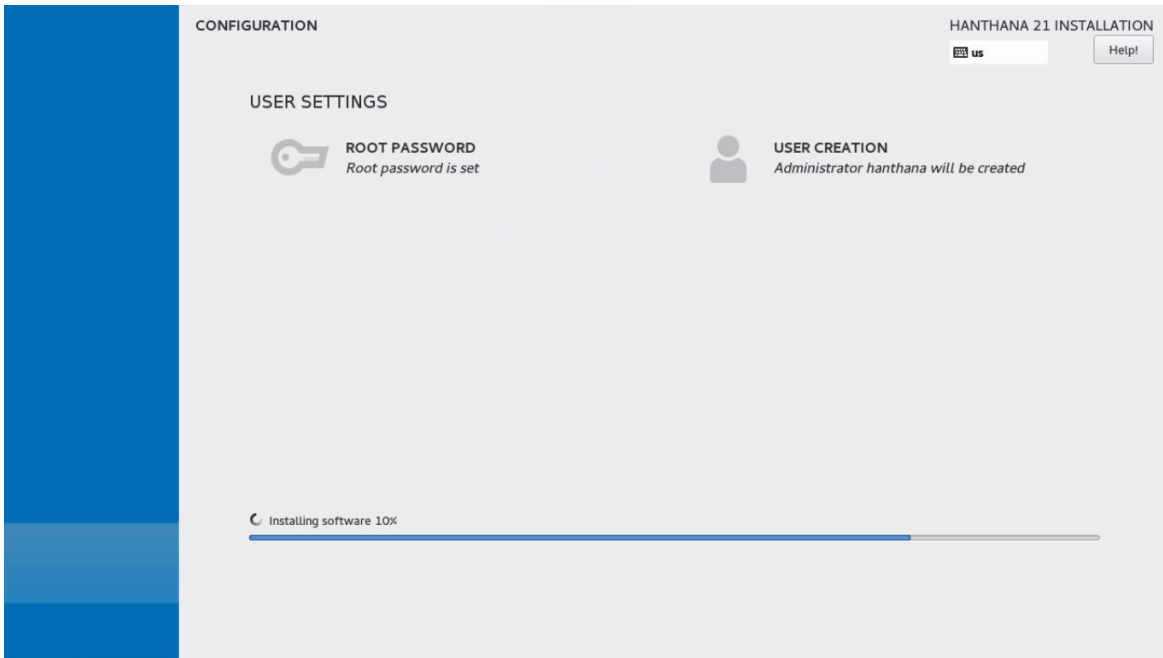 CONFIGURATION
HANTHANA 21 INSTALLATION
us
Help!
USER SETTINGS
ROOT PASSWORD
Root password is set
USER CREATION
Administrator hanthana will be created
Installing software 10%